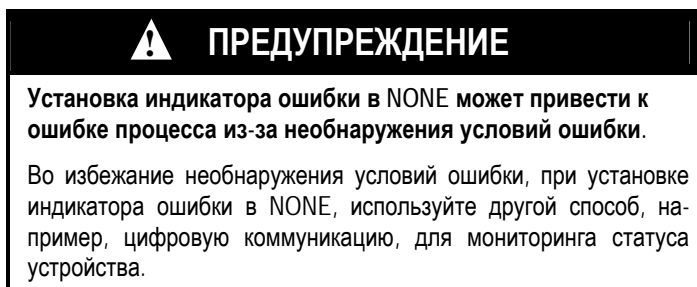 ПРЕДУПРЕЖДЕНИЕ
Установка индикатора ошибки в NONE может привести к
ошибке процесса из-за необнаружения условий ошибки.
Во избежание необнаружения условий ошибки, при установке
индикатора ошибки в NONE, используйте другой способ, на-
пример, цифровую коммуникацию, для мониторинга статуса
устройства.